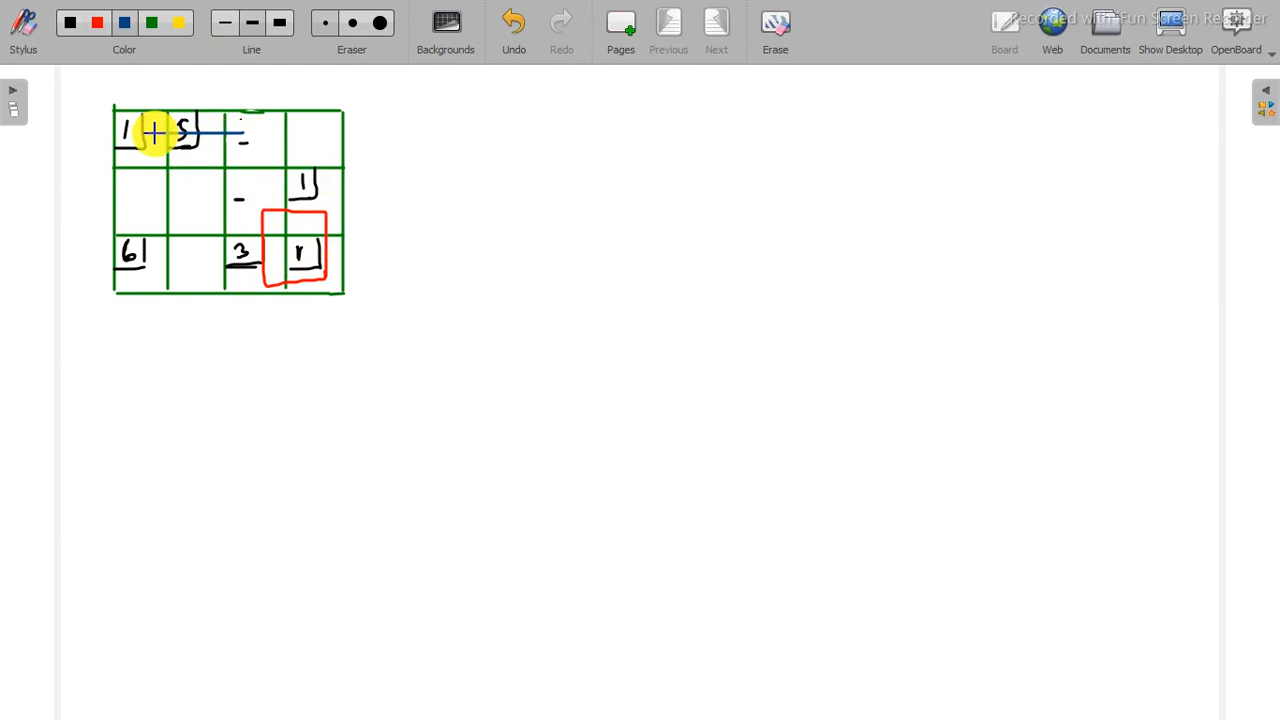 Recorded with Fun Screen Recorder
Stylus Color Line Eraser Backgrounds Undo Redo Pages Previous Next Erase Board Web Documents Show Desktop OpenBoard
1 5 -
- 1
6 3